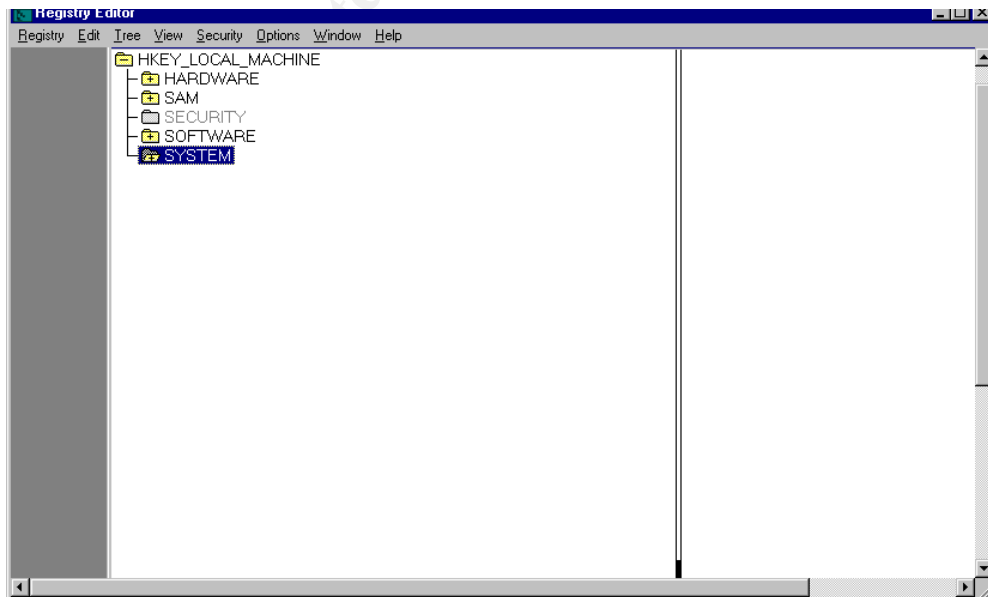 Registry Editor
Registry Edit Tree View Security Options Window Help
HKEY_LOCAL_MACHINE
HARDWARE
SAM
SECURITY
SOFTWARE
SYSTEM